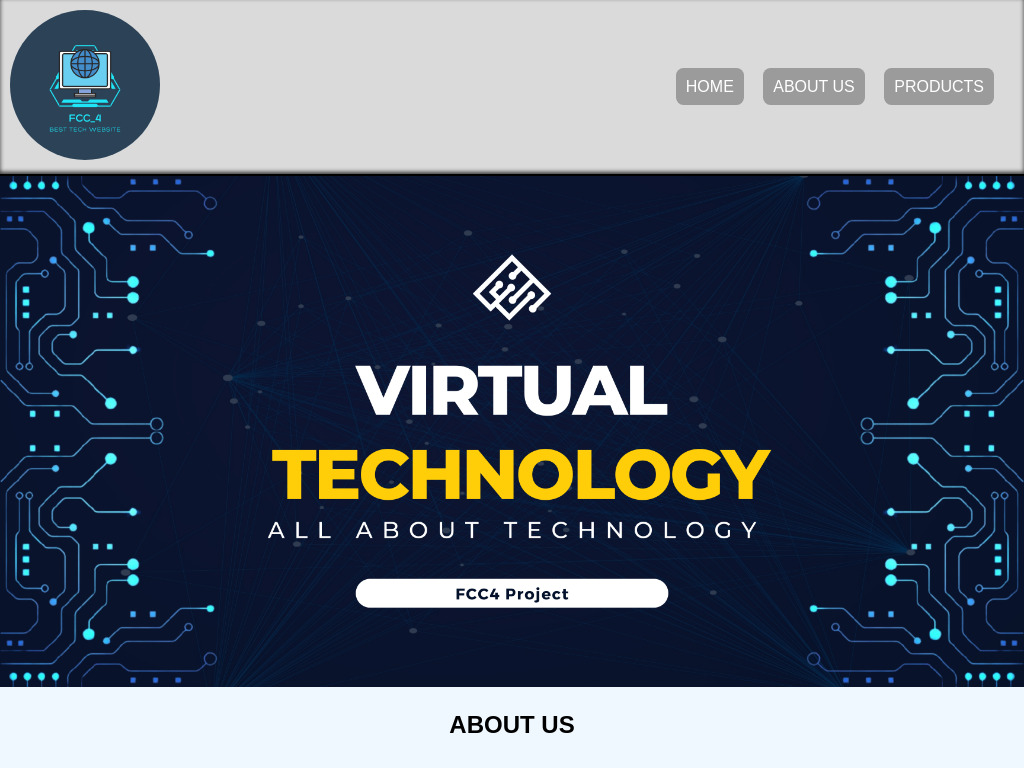 FCC_4
BEST TECH WEBSITE
HOME
ABOUT US
PRODUCTS
VIRTUAL
TECHNOLOGY
ALL ABOUT TECHNOLOGY
FCC4 Project
ABOUT US